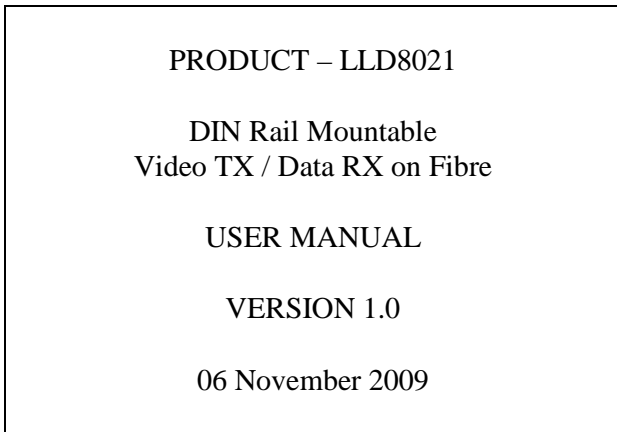 PRODUCT – LLD8021
DIN Rail Mountable
Video TX / Data RX on Fibre
USER MANUAL
VERSION 1.0
06 November 2009